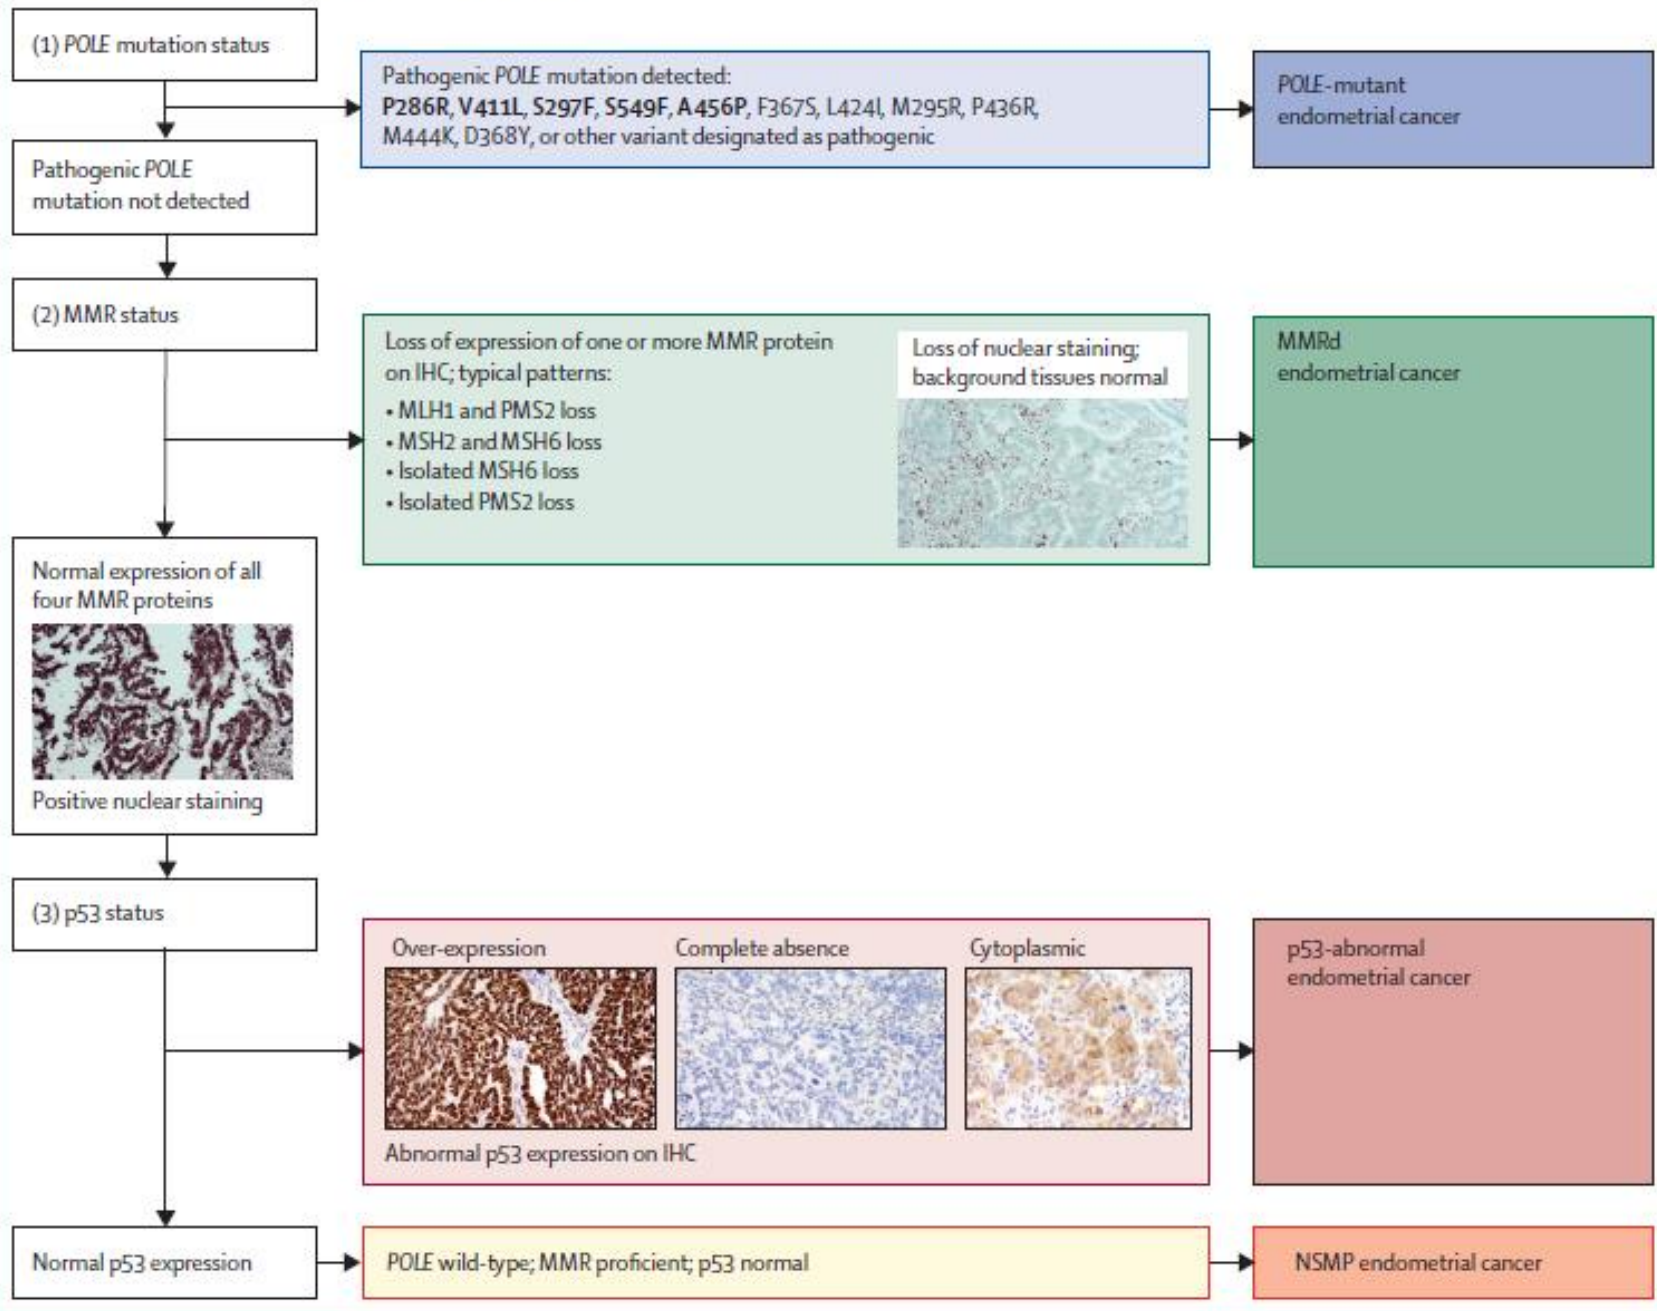 (1) POLE mutation status
Pathogenic POLE mutation detected:
P286R, V411L, S297F, S549F, A456P, F367S, L424I, M295R, P436R,
M444K, D368Y, or other variant designated as pathogenic
POLE-mutant
endometrial cancer
Pathogenic POLE
mutation not detected
(2) MMR status
Loss of expression of one or more MMR protein
on IHC; typical patterns:
• MLH1 and PMS2 loss
• MSH2 and MSH6 loss
• Isolated MSH6 loss
• Isolated PMS2 loss
Loss of nuclear staining;
background tissues normal
MMRd
endometrial cancer
Normal expression of all
four MMR proteins
Positive nuclear staining
(3) p53 status
Over-expression
Complete absence
Cytoplasmic
Abnormal p53 expression on IHC
p53-abnormal
endometrial cancer
Normal p53 expression
POLE wild-type; MMR proficient; p53 normal
NSMP endometrial cancer